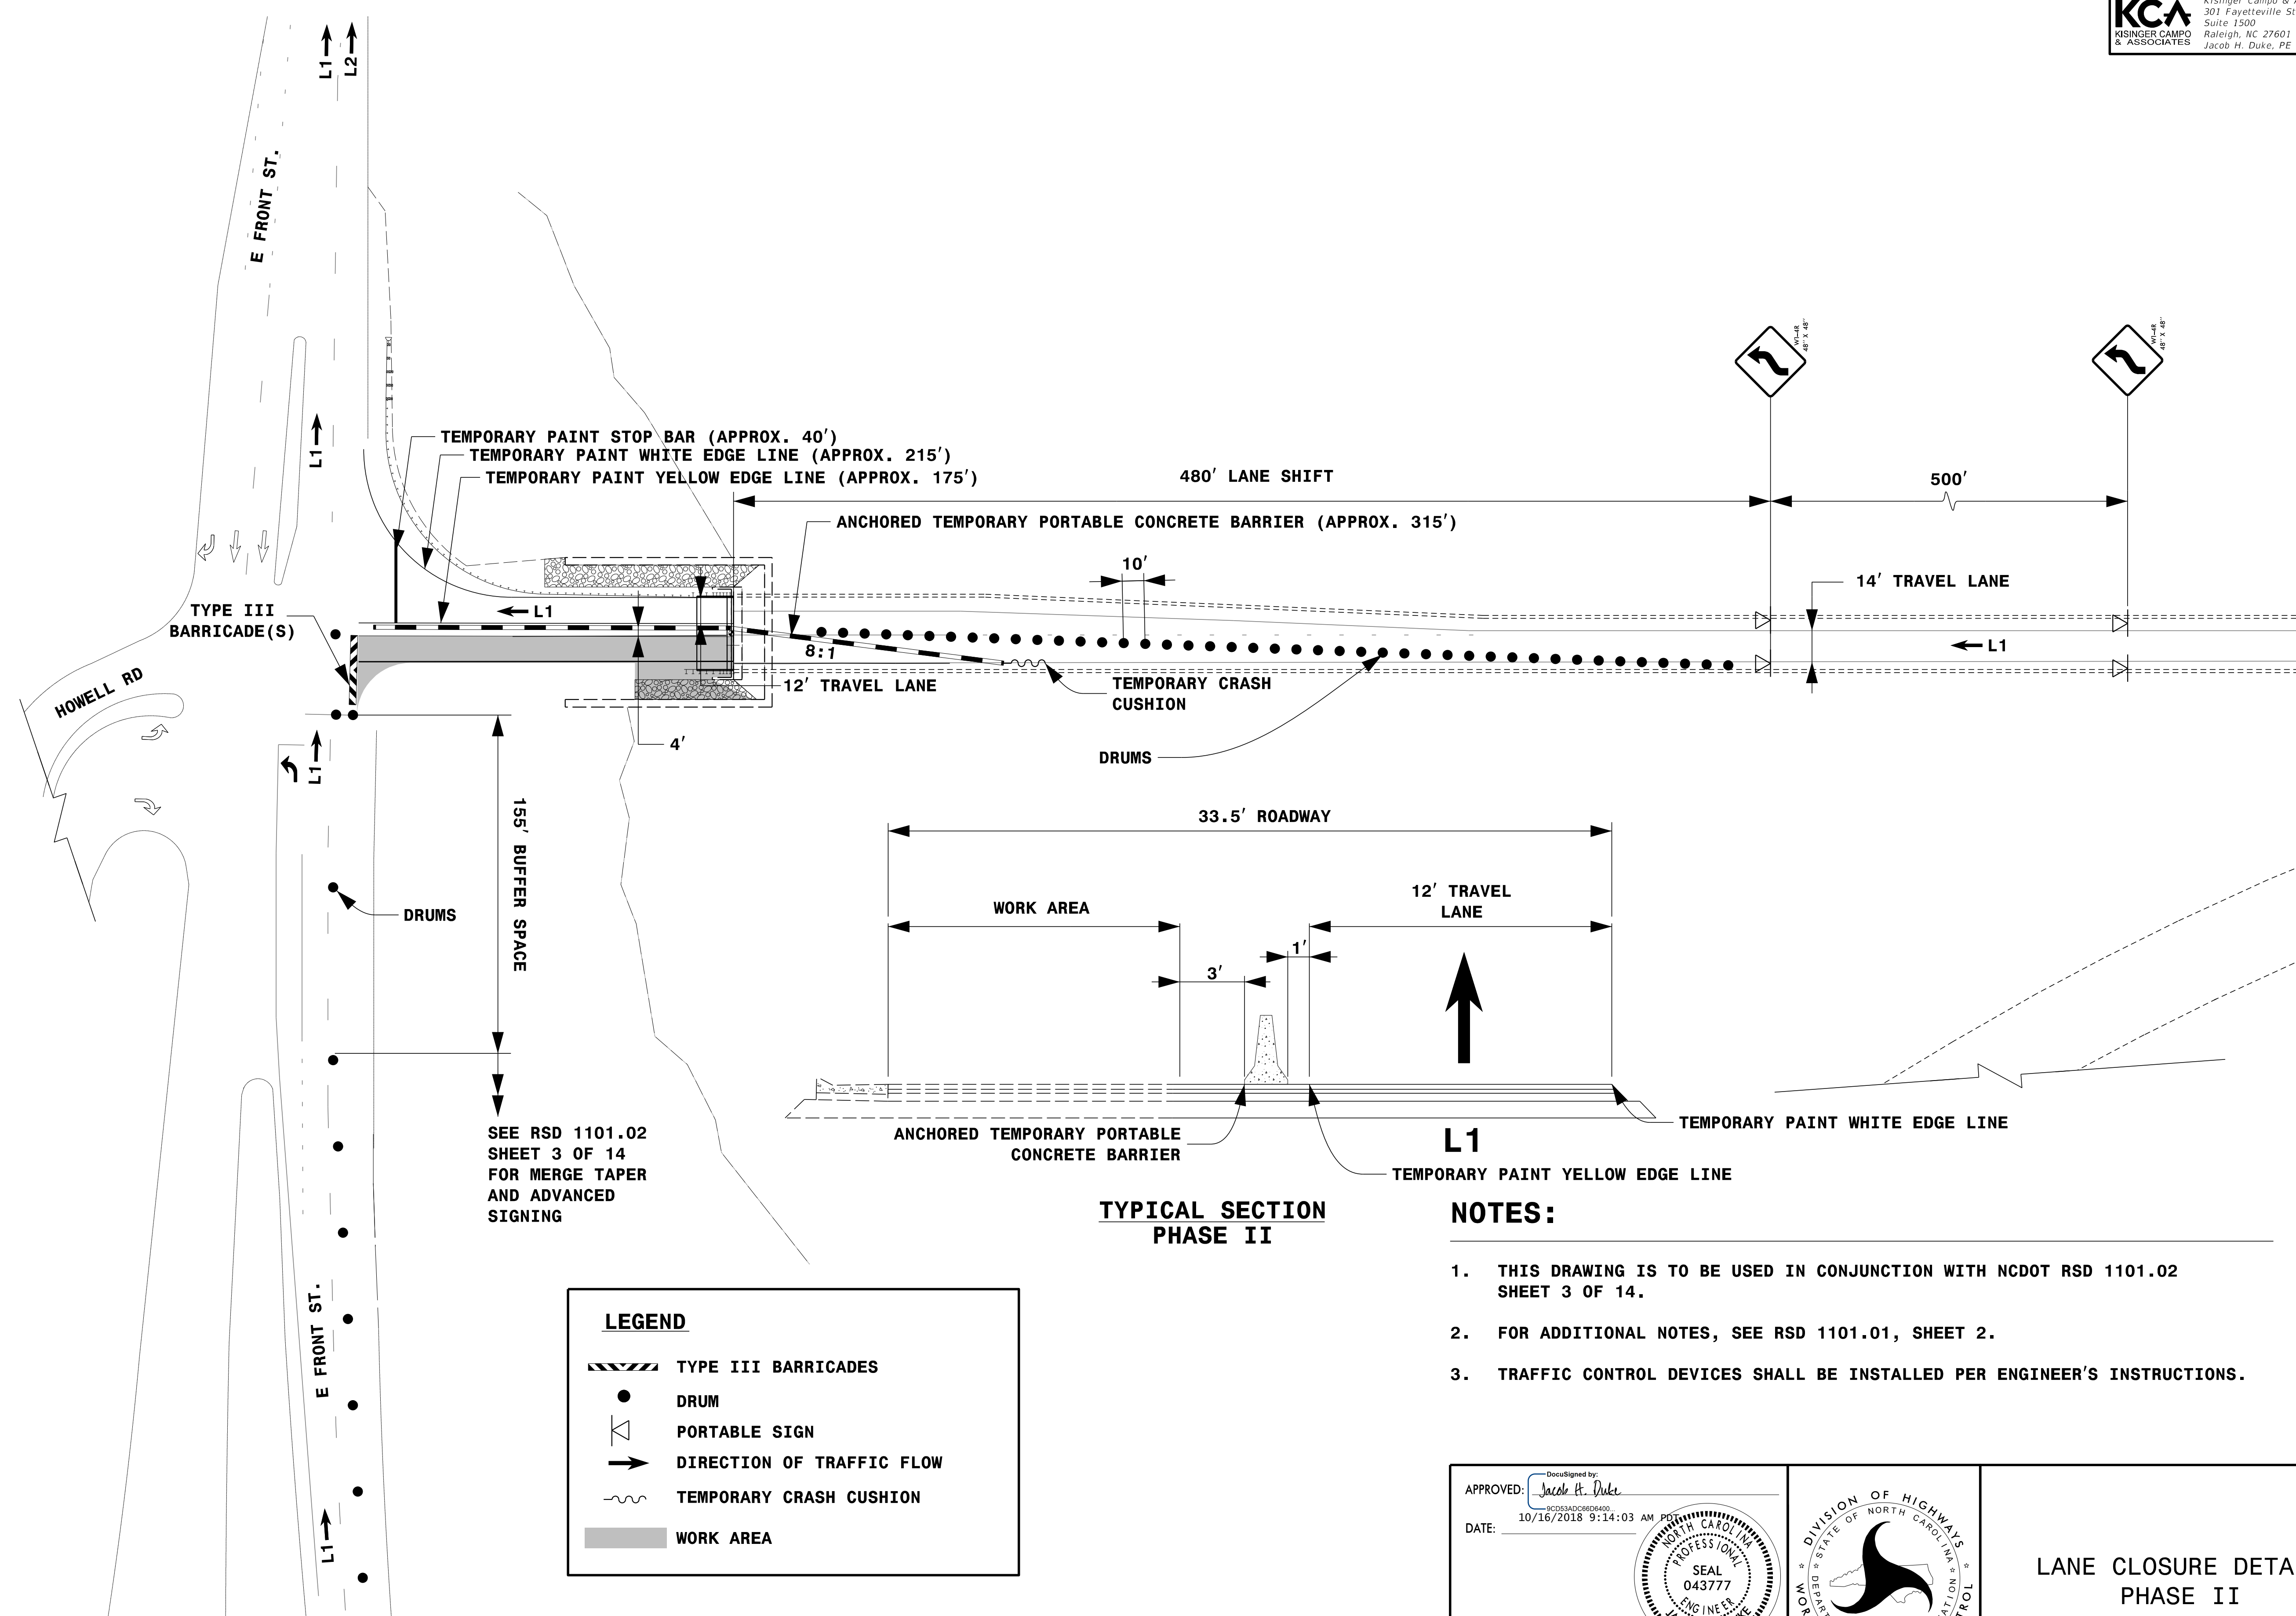 KCA
KISINGER CAMPO
& ASSOCIATES
Kisinger Campo &
301 Fayetteville St
Suite 1500
Raleigh, NC 27601
Jacob H. Duke, PE
L1
L2
E FRONT ST.
L1
TEMPORARY PAINT STOP BAR (APPROX. 40')
TEMPORARY PAINT WHITE EDGE LINE (APPROX. 215')
TEMPORARY PAINT YELLOW EDGE LINE (APPROX. 175')
480' LANE SHIFT
500'
W1-4R
48" X 48"
W1-4R
48" X 48"
ANCHORED TEMPORARY PORTABLE CONCRETE BARRIER (APPROX. 315')
10'
14' TRAVEL LANE
TYPE III
BARRICADE(S)
L1
8:1
L1
12' TRAVEL LANE
TEMPORARY CRASH
CUSHION
4'
DRUMS
HOWELL RD
L1
155' BUFFER SPACE
DRUMS
SEE RSD 1101.02
SHEET 3 OF 14
FOR MERGE TAPER
AND ADVANCED
SIGNING
E FRONT ST.
L1
33.5' ROADWAY
WORK AREA
12' TRAVEL
LANE
1'
3'
ANCHORED TEMPORARY PORTABLE
CONCRETE BARRIER
L1
TEMPORARY PAINT WHITE EDGE LINE
TEMPORARY PAINT YELLOW EDGE LINE
TYPICAL SECTION
PHASE II
LEGEND
TYPE III BARRICADES
DRUM
PORTABLE SIGN
DIRECTION OF TRAFFIC FLOW
TEMPORARY CRASH CUSHION
WORK AREA
NOTES:
1. THIS DRAWING IS TO BE USED IN CONJUNCTION WITH NCDOT RSD 1101.02
SHEET 3 OF 14.
2. FOR ADDITIONAL NOTES, SEE RSD 1101.01, SHEET 2.
3. TRAFFIC CONTROL DEVICES SHALL BE INSTALLED PER ENGINEER'S INSTRUCTIONS.
APPROVED:
DocuSigned by:
Jacob H. Duke
9CD53ADC66D6400...
DATE:
10/16/2018 9:14:03 AM PDT
NORTH CAROLINA
PROFESSIONAL
SEAL
043777
ENGINEER
DIVISION OF HIGHWAYS
STATE OF NORTH CAROLINA
LANE CLOSURE DETA
PHASE II